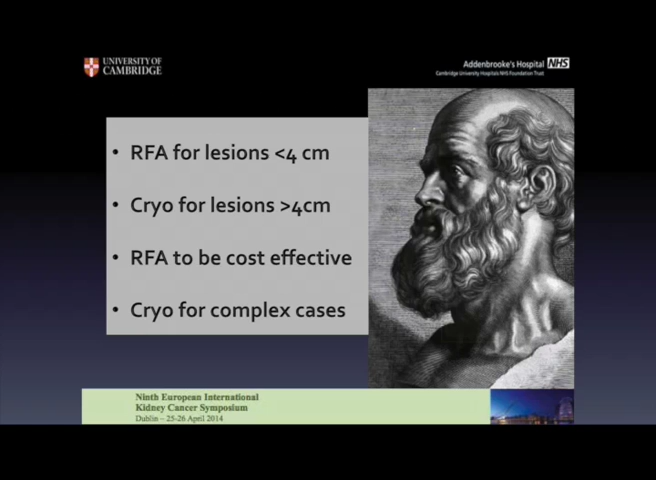 UNIVERSITY OF
CAMBRIDGE
Addenbrooke's Hospital NHS
Cambridge University Hospitals NHS Foundation Trust
• RFA for lesions <4 cm
• Cryo for lesions >4cm
• RFA to be cost effective
• Cryo for complex cases
Ninth European International
Kidney Cancer Symposium
Dublin – 25-26 April 2014